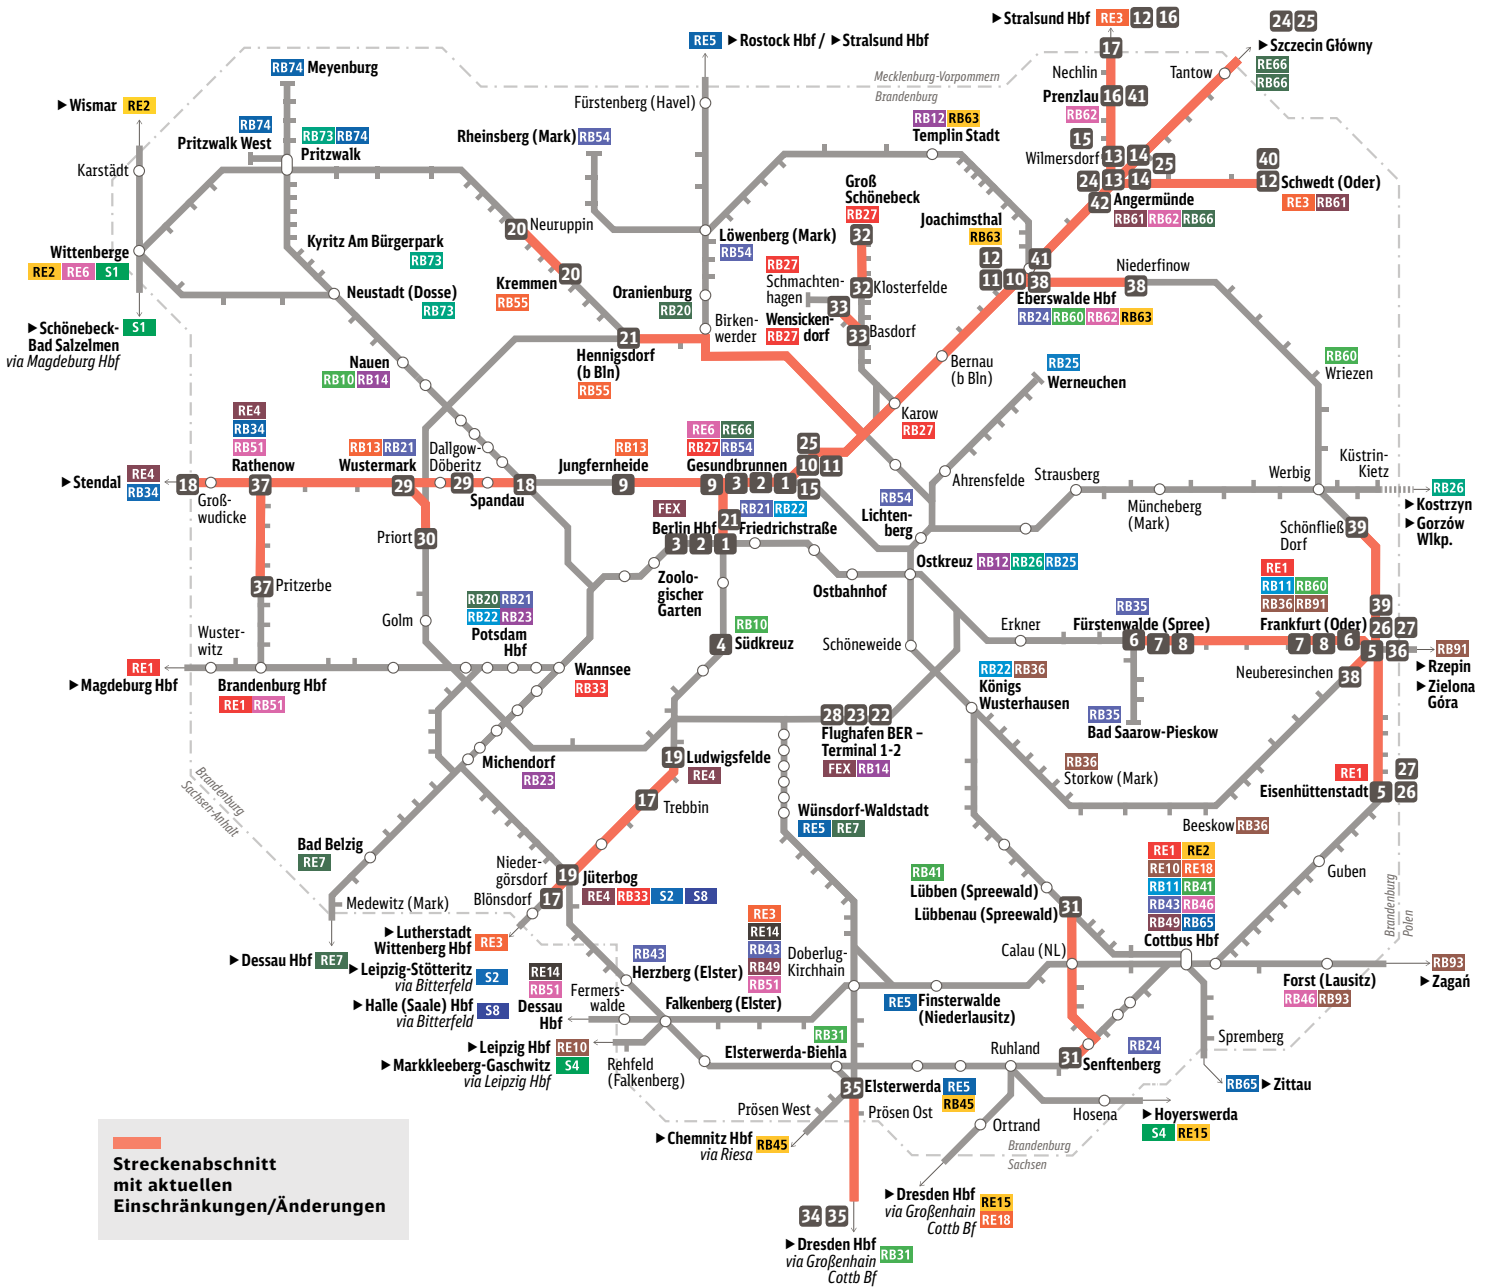 ▶ Stralsund Hbf RE3 12 16
24 25
▶ Szczecin Główny
RE66
RB66
RE5 ▶ Rostock Hbf / ▶ Stralsund Hbf
17
Nechlin
Tantow
Mecklenburg-Vorpommern
Brandenburg
RB74 Meyenburg
▶ Wismar RE2
Fürstenberg (Havel)
Prenzlau 16 41
RB62
RB74
Pritzwalk West
RB73 RB74
Pritzwalk
Rheinsberg (Mark) RB54
RB12 RB63
Templin Stadt
15
Wilmersdorf 13 14
25
24 13 14
42
Angermünde
RB61 RB62 RB66
40
12 Schwedt (Oder)
RE3 RB61
Karstädt
Groß
Schönebeck
RB27
32
Joachimsthal
RB63
12
11 10 41
38
Eberswalde Hbf
RB24 RB60 RB62 RB63
Niederfinow
38
Wittenberge
RE2 RE6 S1
Kyritz Am Bürgerpark
RB73
20 Neuruppin
Löwenberg (Mark)
RB54
RB27
Schmachten-
hagen
33
32 Klosterfelde
Wensicken-
RB27 dorf
33 Basdorf
Kremmen
RB55
20
Oranienburg
RB20
Neustadt (Dosse)
RB73
▶ Schönebeck- S1
Bad Salzelmen
via Magdeburg Hbf
Birken-
werder
21
Hennigsdorf
(b Bln)
RB55
Bernau
(b Bln)
RB25
Werneuchen
RB60
Wriezen
Nauen
RB10 RB14
Karow
RB27
RE4
RB34
RB51
Rathenow
RB13 RB21
Wustermark
Dallgow-
Döberitz
RB13
Jungfernheide
RE6 RE66
RB27 RB54
Gesundbrunnen
25
10 11
▶ Stendal RE4
RB34
18
Groß-
wudicke
37
29
29
18
Spandau
9
9 3 2 1
15
Ahrensfelde
Strausberg
Müncheberg
(Mark)
Werbig
Küstrin-
Kietz
RB26
▶ Kostrzyn
▶ Gorzów
Wlkp.
FEX
Berlin Hbf
21
RB21 RB22
Friedrichstraße
3 2 1
RB54
Lichten-
berg
Priort 30
Schönfließ
Dorf
39
37 Pritzerbe
Zoolo-
gischer
Garten
Ostbahnhof
Ostkreuz RB12 RB26 RB25
RE1
RB11 RB60
RB36 RB91
Frankfurt (Oder)
39
26 27
Golm
RB20 RB21
RB22 RB23
Potsdam
Hbf
RB10
4 Südkreuz
Schöneweide
Erkner
RB35
Fürstenwalde (Spree)
6 7 8
7 8 6
5 36
RB91
▶ Rzepin
▶ Zielona
Góra
Wuster-
witz
RE1
▶ Magdeburg Hbf
Brandenburg Hbf
RE1 RB51
Wannsee
RB33
RB22 RB36
Königs
Wusterhausen
Neuberesinchen
38
RB35
Bad Saarow-Pieskow
28 23 22
Flughafen BER –
Terminal 1-2
FEX RB14
19 Ludwigsfelde
RE4
Michendorf
RB23
RB36
Storkow (Mark)
RE1
Eisenhüttenstadt
27
5 26
Brandenburg
Sachsen-Anhalt
17
Trebbin
Wünsdorf-Waldstadt
RE5 RE7
Beeskow RB36
Bad Belzig
RE7
Nieder-
görsdorf
19 Jüterbog
RE4 RB33 S2 S8
Blönsdorf 17
RB41
Lübben (Spreewald)
Lübbenau (Spreewald)
31
RE1 RE2
RE10 RE18
RB11 RB41
RB43 RB46
RB49 RB65
Cottbus Hbf
Guben
Brandenburg
Polen
Medewitz (Mark)
▶ Lutherstadt
Wittenberg Hbf RE3
▶ Dessau Hbf RE7
▶ Leipzig-Stötteritz
via Bitterfeld S2
▶ Halle (Saale) Hbf
via Bitterfeld S8
RB43
Herzberg (Elster)
RE3
RE14
RB43
RB49
RB51
Falkenberg (Elster)
Doberlug-
Kirchhain
Calau (NL)
RE14
RB51
Dessau
Hbf
Fermers-
walde
RE5 Finsterwalde
(Niederlausitz)
Forst (Lausitz)
RB46 RB93
RB93
▶ Zagań
▶ Leipzig Hbf RE10
▶ Markkleeberg-Gaschwitz S4
via Leipzig Hbf
Rehfeld
(Falkenberg)
RB31
Elsterwerda-Biehla
Ruhland
31
RB24
Senftenberg
Spremberg
35 Elsterwerda RE5
RB45
RB65 ▶ Zittau
Prösen West
Prösen Ost
Hosena
▶ Hoyerswerda
S4 RE15
▶ Chemnitz Hbf RB45
via Riesa
Ortrand
Brandenburg
Sachsen
Streckenabschnitt
mit aktuellen
Einschränkungen/Änderungen
▶ Dresden Hbf RE15
via Großenhain RE18
Cottb Bf
34 35
▶ Dresden Hbf RB31
via Großenhain
Cottb Bf